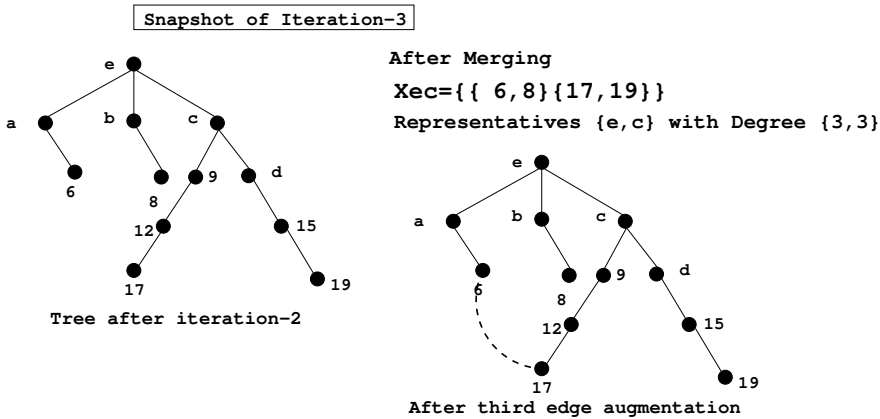 Snapshot of Iteration-3
e
a
b
c
6
8
9
d
12
15
17
19
Tree after iteration-2
After Merging
Xec={{ 6,8}{17,19}}
Representatives {e,c} with Degree {3,3}
e
a
b
c
6
8
9
d
12
15
17
19
After third edge augmentation